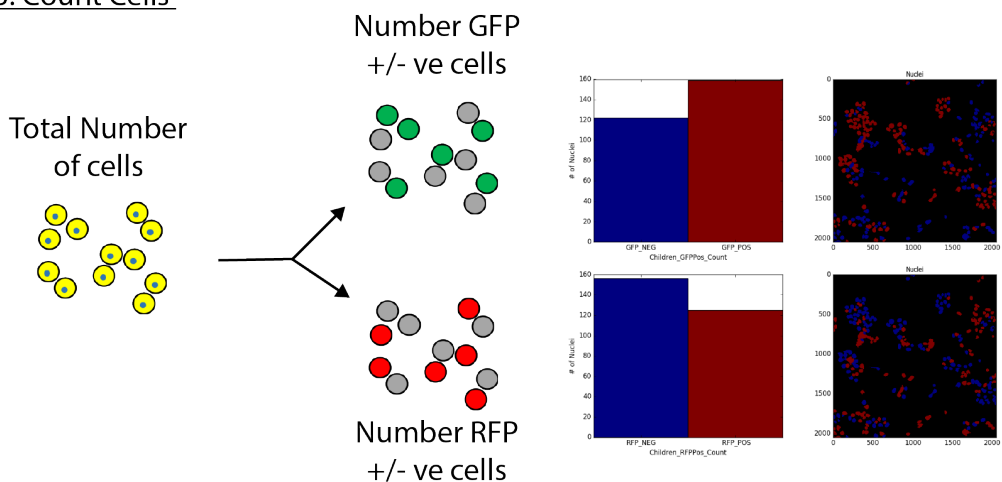 Count Cells
Total Number
of cells
Number GFP
+/- ve cells
Number RFP
+/- ve cells
160
140
120
100
80
60
40
20
0
# of Nuclei
GFP_NEG
GFP_POS
Children_GFPPos_Count
Nuclei
0
500
1000
1500
2000
0
500
1000
1500
2000
160
140
120
100
80
60
40
20
0
# of Nuclei
RFP_NEG
RFP_POS
Children_RFPPos_Count
Nuclei
0
500
1000
1500
2000
0
500
1000
1500
2000